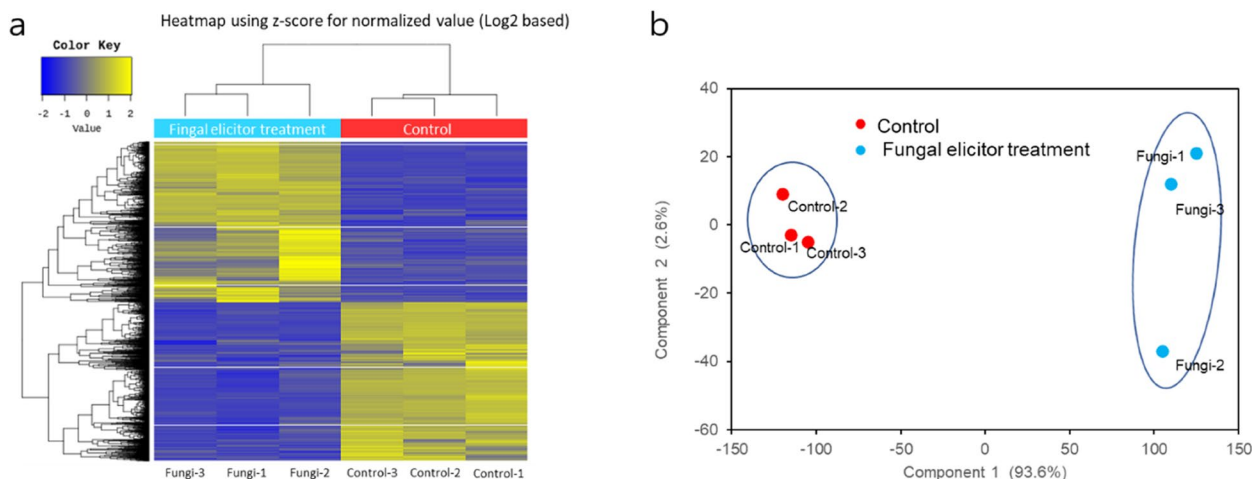 a
Heatmap using z-score for normalized value (Log2 based)
Color Key
-2 -1 0 1 2
Value
Fingal elicitor treatment Control
Fungi-3 Fungi-1 Fungi-2 Control-3 Control-2 Control-1
b
40
20
0
-20
-40
-60
Component 2 (2.6%)
Control
Fungal elicitor treatment
Fungi-1
Fungi-3
Control-2
Control-1
Control-3
Fungi-2
-150 -100 -50 0 50 100 150
Component 1 (93.6%)